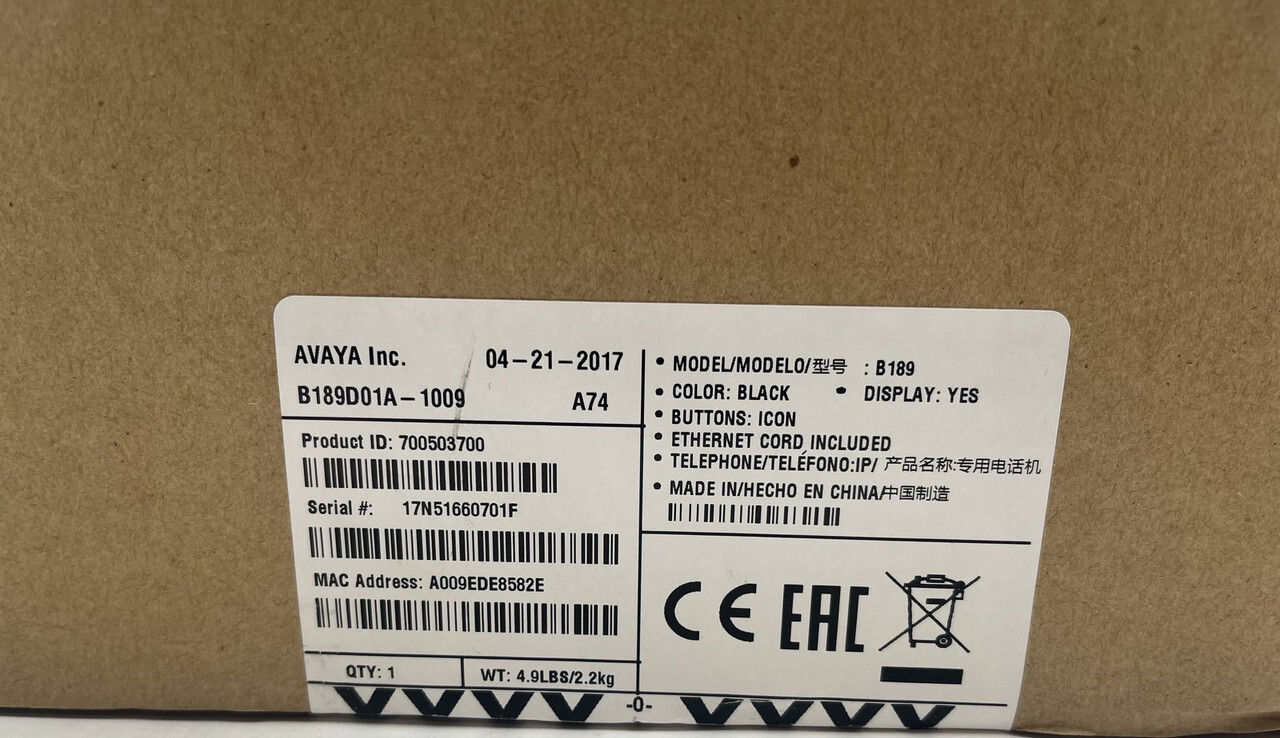 AVAYA Inc. 04-21-2017
B189D01A-1009 A74
Product ID: 700503700
Serial #: 17N51660701F
MAC Address: A009EDE8582E
QTY: 1 WT: 4.9LBS/2.2kg
• MODEL/MODELO/型号 : B189
• COLOR: BLACK • DISPLAY: YES
• BUTTONS: ICON
• ETHERNET CORD INCLUDED
• TELEPHONE/TELÉFONO:IP/ 产品名称:专用电话机
• MADE IN/HECHO EN CHINA/中国制造
CE EAC
VVVV -0- VVVV